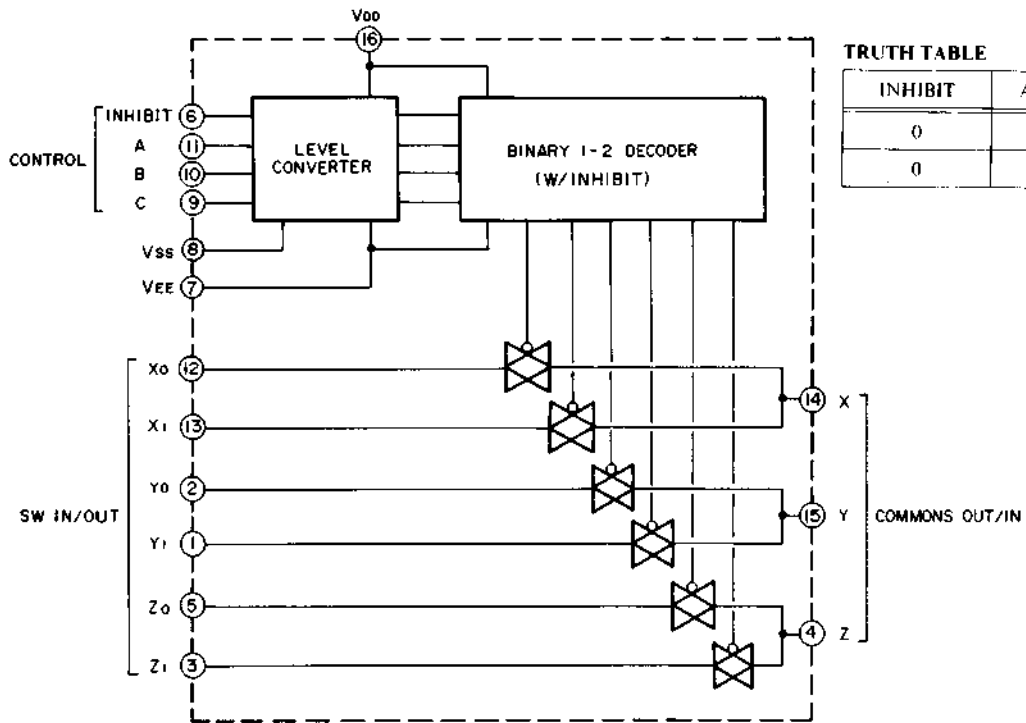 VDD
16
TRUTH TABLE
INHIBIT A
0
0
CONTROL
INHIBIT 6
A 11
B 10
C 9
LEVEL CONVERTER
BINARY 1-2 DECODER
(W/INHIBIT)
VSS 8
VEE 7
SW IN/OUT
X0 12
X1 13
Y0 2
Y1 1
Z0 5
Z1 3
14 X
15 Y
4 Z
COMMONS OUT/IN